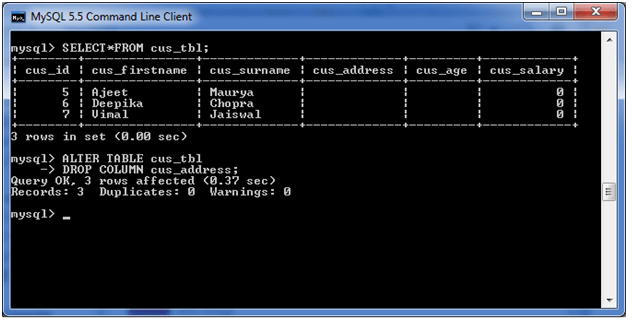 MySQL 5.5 Command Line Client
mysql> SELECT*FROM cus_tbl;
+--------+---------------+-------------+-------------+---------+------------+
| cus_id | cus_firstname | cus_surname | cus_address | cus_age | cus_salary |
+--------+---------------+-------------+-------------+---------+------------+
| 5 | Ajeet | Maurya | | | 0 |
| 6 | Deepika | Chopra | | | 0 |
| 7 | Vimal | Jaiswal | | | 0 |
+--------+---------------+-------------+-------------+---------+------------+
3 rows in set (0.00 sec)
mysql> ALTER TABLE cus_tbl
-> DROP COLUMN cus_address;
Query OK, 3 rows affected (0.37 sec)
Records: 3 Duplicates: 0 Warnings: 0
mysql> _